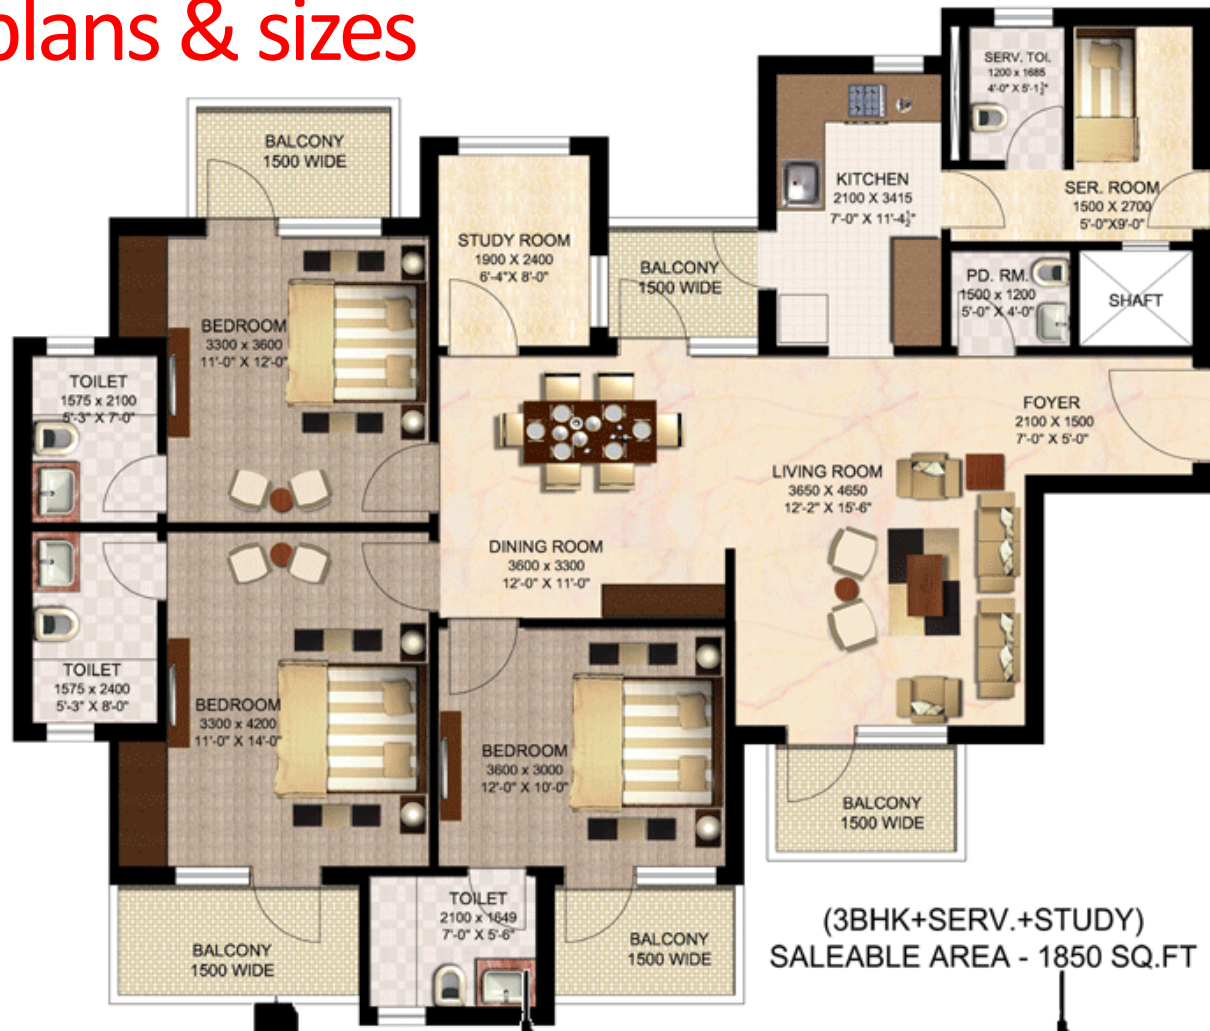 plans & sizes
SERV. TOI.
1200 x 1685
4'-0" X 5'-1½"
BALCONY
1500 WIDE
KITCHEN
2100 X 3415
7'-0" X 11'-4½"
SER. ROOM
1500 X 2700
5'-0"X9'-0"
STUDY ROOM
1900 X 2400
6'-4"X 8'-0"
BALCONY
1500 WIDE
PD. RM.
1500 x 1200
5'-0" X 4'-0"
SHAFT
BEDROOM
3300 x 3600
11'-0" X 12'-0"
TOILET
1575 x 2100
5'-3" X 7'-0"
FOYER
2100 X 1500
7'-0" X 5'-0"
LIVING ROOM
3650 X 4650
12'-2" X 15'-6"
DINING ROOM
3600 x 3300
12'-0" X 11'-0"
TOILET
1575 x 2400
5'-3" X 8'-0"
BEDROOM
3300 x 4200
11'-0" X 14'-0"
BEDROOM
3600 x 3000
12'-0" X 10'-0"
BALCONY
1500 WIDE
TOILET
2100 x 1649
7'-0" X 5'-6"
BALCONY
1500 WIDE
BALCONY
1500 WIDE
(3BHK+SERV.+STUDY)
SALEABLE AREA - 1850 SQ.FT